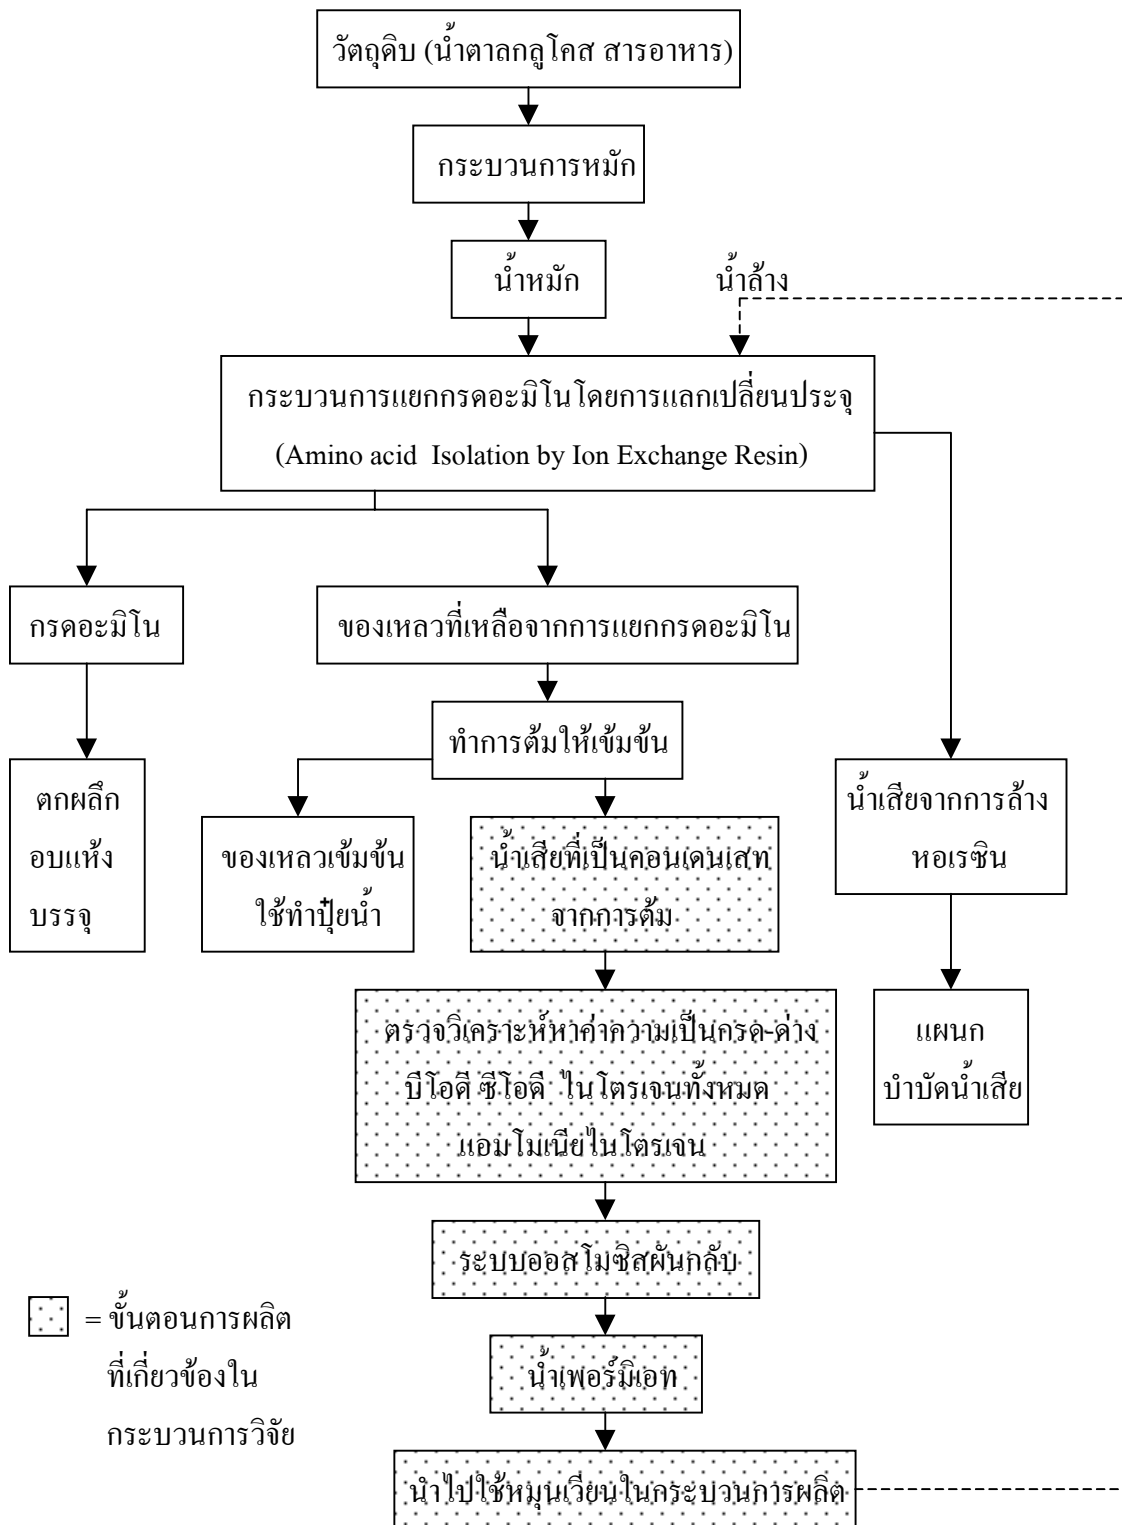 วัตถุดิบ (น้ำตาลกลูโคส สารอาหาร)
กระบวนการหมัก
น้ำหมัก
น้ำล้าง
กระบวนการแยกกรดอะมิโนโดยการแลกเปลี่ยนประจุ
(Amino acid Isolation by Ion Exchange Resin)
กรดอะมิโน
ของเหลวที่เหลือจากการแยกกรดอะมิโน
ทำการต้มให้เข้มข้น
ตกผลึก
อบแห้ง
บรรจุ
ของเหลวเข้มข้น
ใช้ทำปุ๋ยน้ำ
น้ำเสียที่เป็นคอนเดนเสท
จากการต้ม
น้ำเสียจากการล้าง
หอเรซิน
ตรวจวิเคราะห์หาค่าความเป็นกรด-ด่าง
บีโอดี ซีโอดี ไนโตรเจนทั้งหมด
แอมโมเนียไนโตรเจน
แผนก
บำบัดน้ำเสีย
ระบบออสโมซิสผันกลับ
น้ำเพอร์มิเอท
นำไปใช้หมุนเวียนในกระบวนการผลิต
= ขั้นตอนการผลิต
ที่เกี่ยวข้องใน
กระบวนการวิจัย